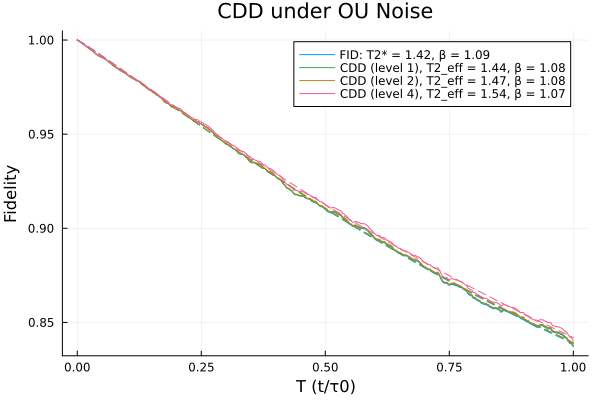 CDD under OU Noise
1.00
0.95
0.90
0.85
Fidelity
FID: T2* = 1.42, β = 1.09
CDD (level 1), T2_eff = 1.44, β = 1.08
CDD (level 2), T2_eff = 1.47, β = 1.08
CDD (level 4), T2_eff = 1.54, β = 1.07
0.00
0.25
0.50
0.75
1.00
T (t/τ0)